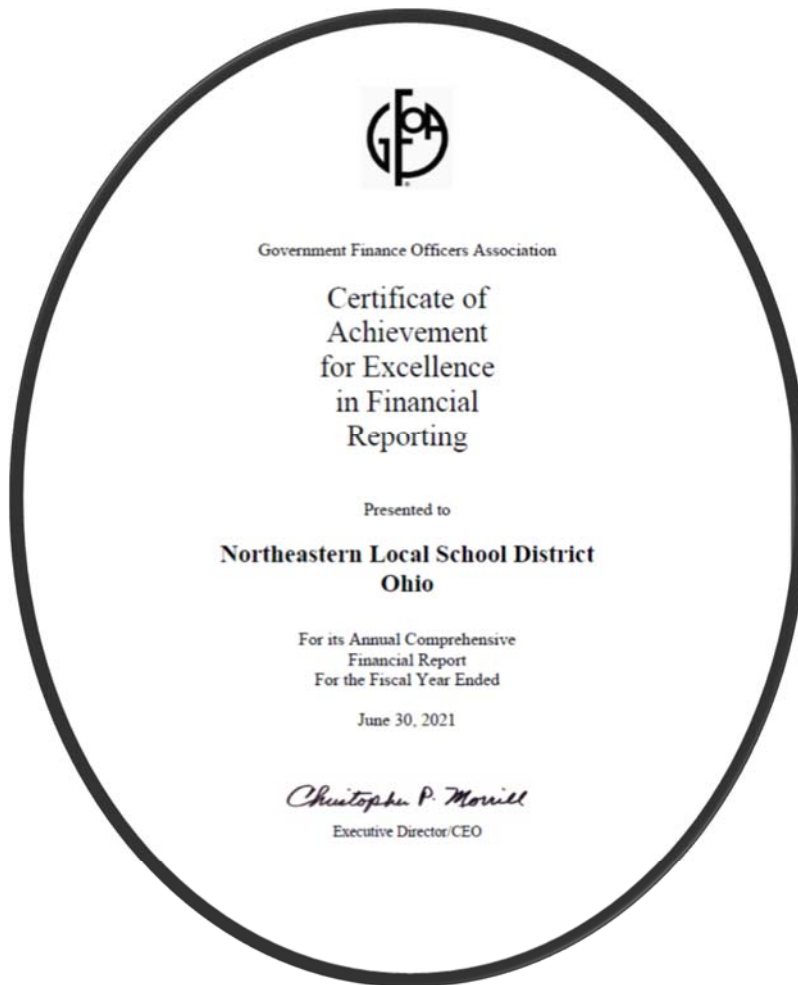 GFOA
Government Finance Officers Association
Certificate of
Achievement
for Excellence
in Financial
Reporting
Presented to
Northeastern Local School District
Ohio
For its Annual Comprehensive
Financial Report
For the Fiscal Year Ended
June 30, 2021
Christopher P. Morrill
Executive Director/CEO